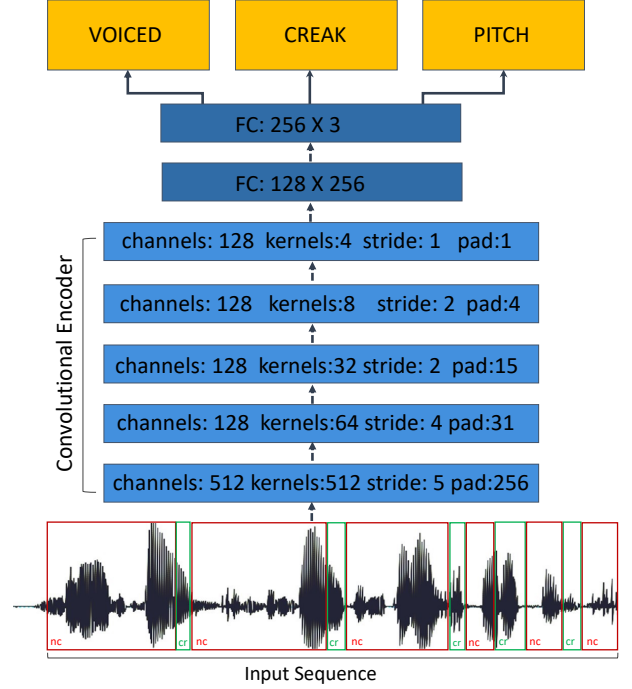 VOICED CREAK PITCH
FC: 256 X 3
FC: 128 X 256
channels: 128 kernels:4 stride: 1 pad:1
channels: 128 kernels:8 stride: 2 pad:4
channels: 128 kernels:32 stride: 2 pad:15
channels: 128 kernels:64 stride: 4 pad:31
channels: 512 kernels:512 stride: 5 pad:256
Convolutional Encoder
nc cr nc cr nc cr nc cr nc cr nc
Input Sequence